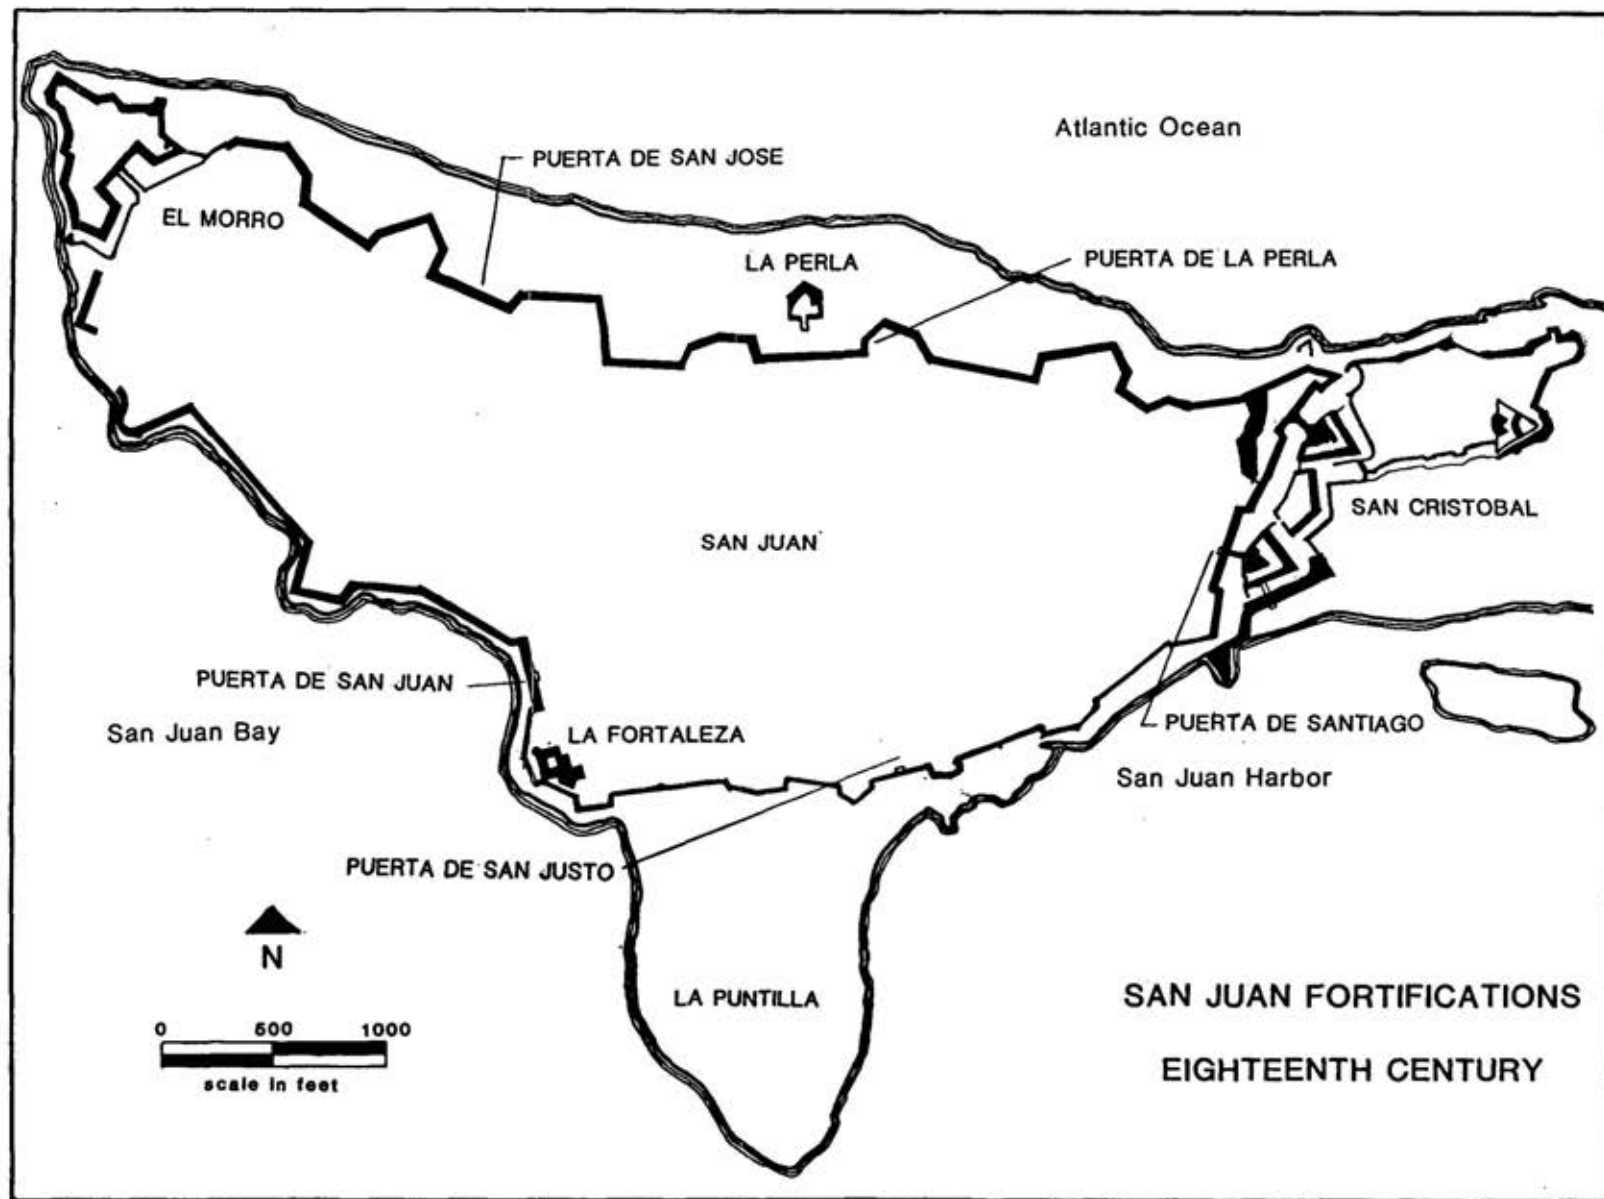 Atlantic Ocean
PUERTA DE SAN JOSE
EL MORRO
LA PERLA
PUERTA DE LA PERLA
SAN CRISTOBAL
SAN JUAN
PUERTA DE SAN JUAN
San Juan Bay
LA FORTALEZA
PUERTA DE SANTIAGO
San Juan Harbor
PUERTA DE SAN JUSTO
N
LA PUNTILLA
SAN JUAN FORTIFICATIONS
EIGHTEENTH CENTURY
0 500 1000
scale in feet